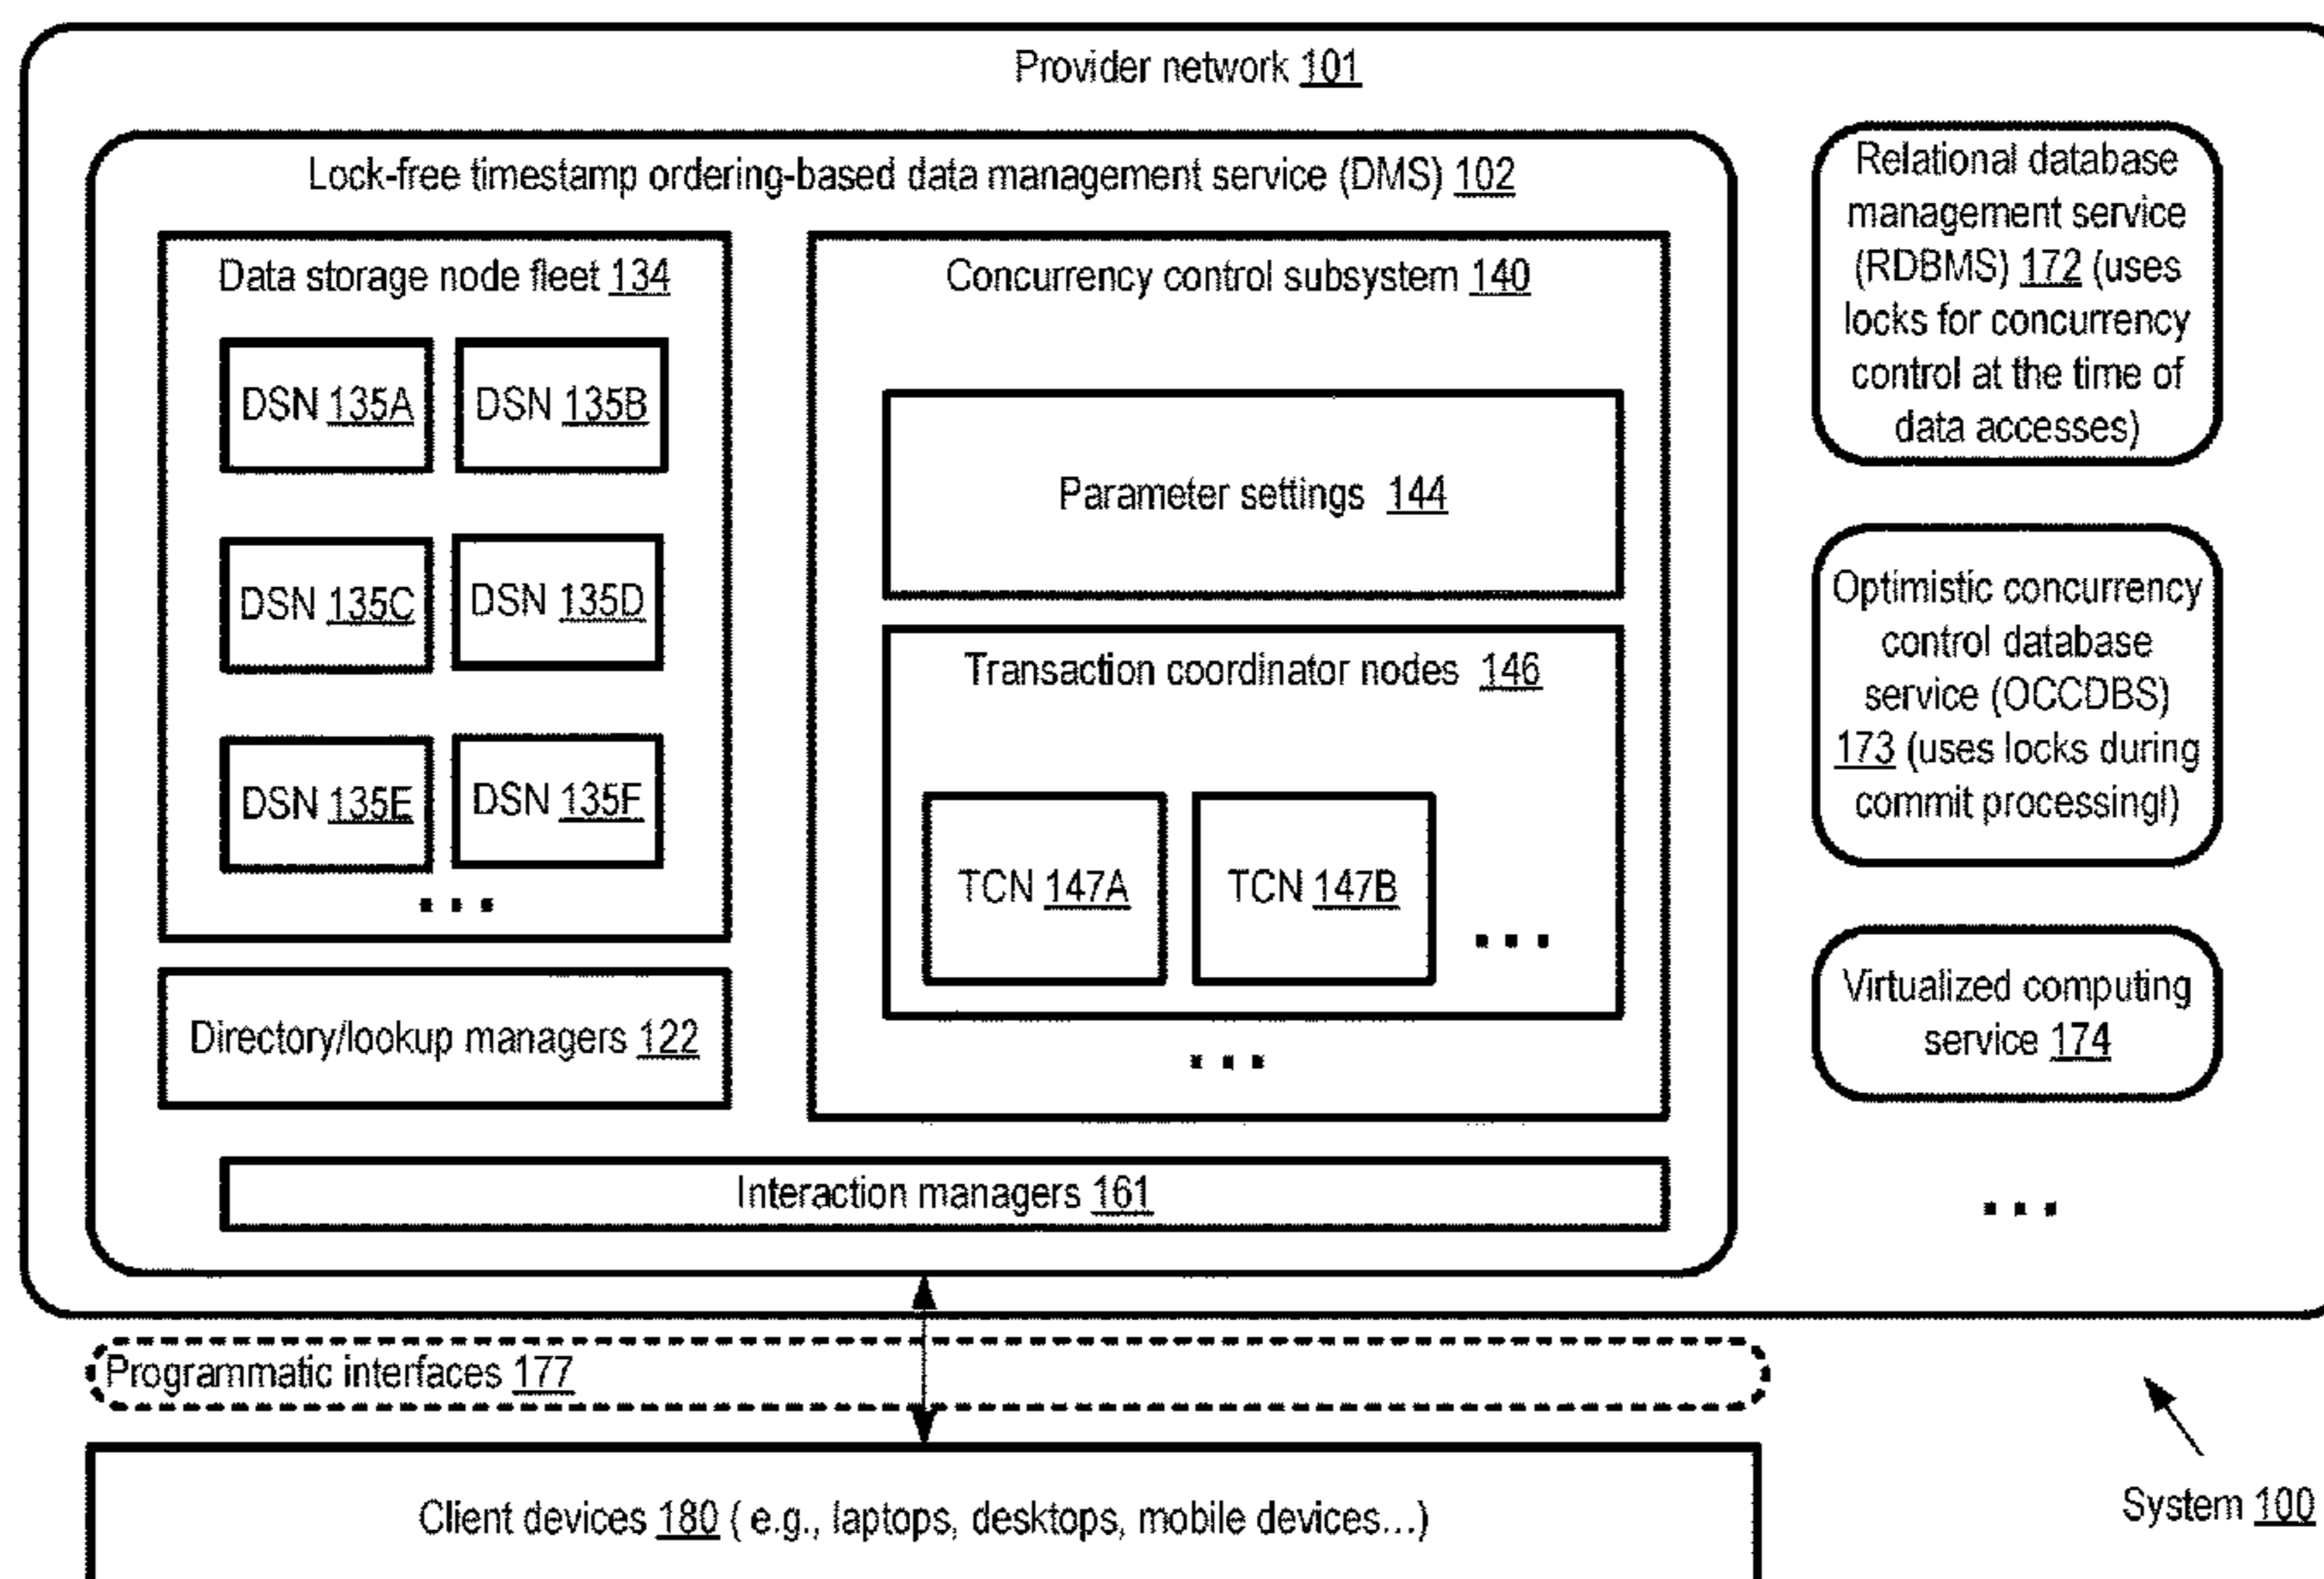 Provider network 101
Lock-free timestamp ordering-based data management service (DMS) 102
Data storage node fleet 134
DSN 135A
DSN 135B
DSN 135C
DSN 135D
DSN 135E
DSN 135F
...
Directory/lookup managers 122
Concurrency control subsystem 140
Parameter settings 144
Transaction coordinator nodes 146
TCN 147A
TCN 147B
...
...
Interaction managers 161
Relational database
management service
(RDBMS) 172 (uses
locks for concurrency
control at the time of
data accesses)
Optimistic concurrency
control database
service (OCCDBS)
173 (uses locks during
commit processingl)
Virtualized computing
service 174
...
Programmatic interfaces 177
Client devices 180 ( e.g., laptops, desktops, mobile devices...)
System 100